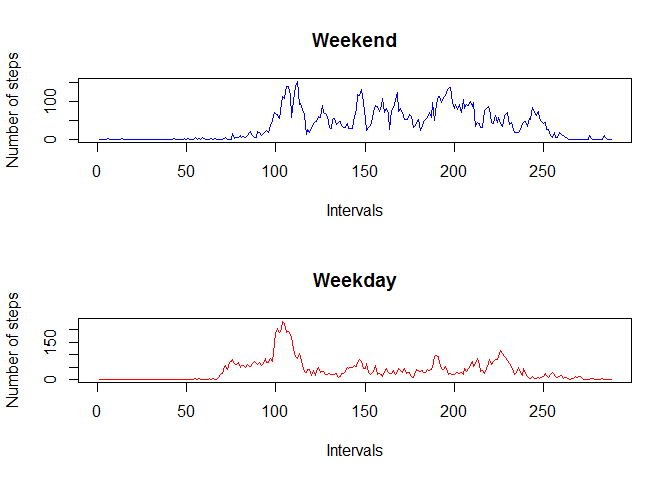 Weekend
Number of steps
0 100
0 50 100 150 200 250
Intervals
Weekday
Number of steps
0 150
0 50 100 150 200 250
Intervals